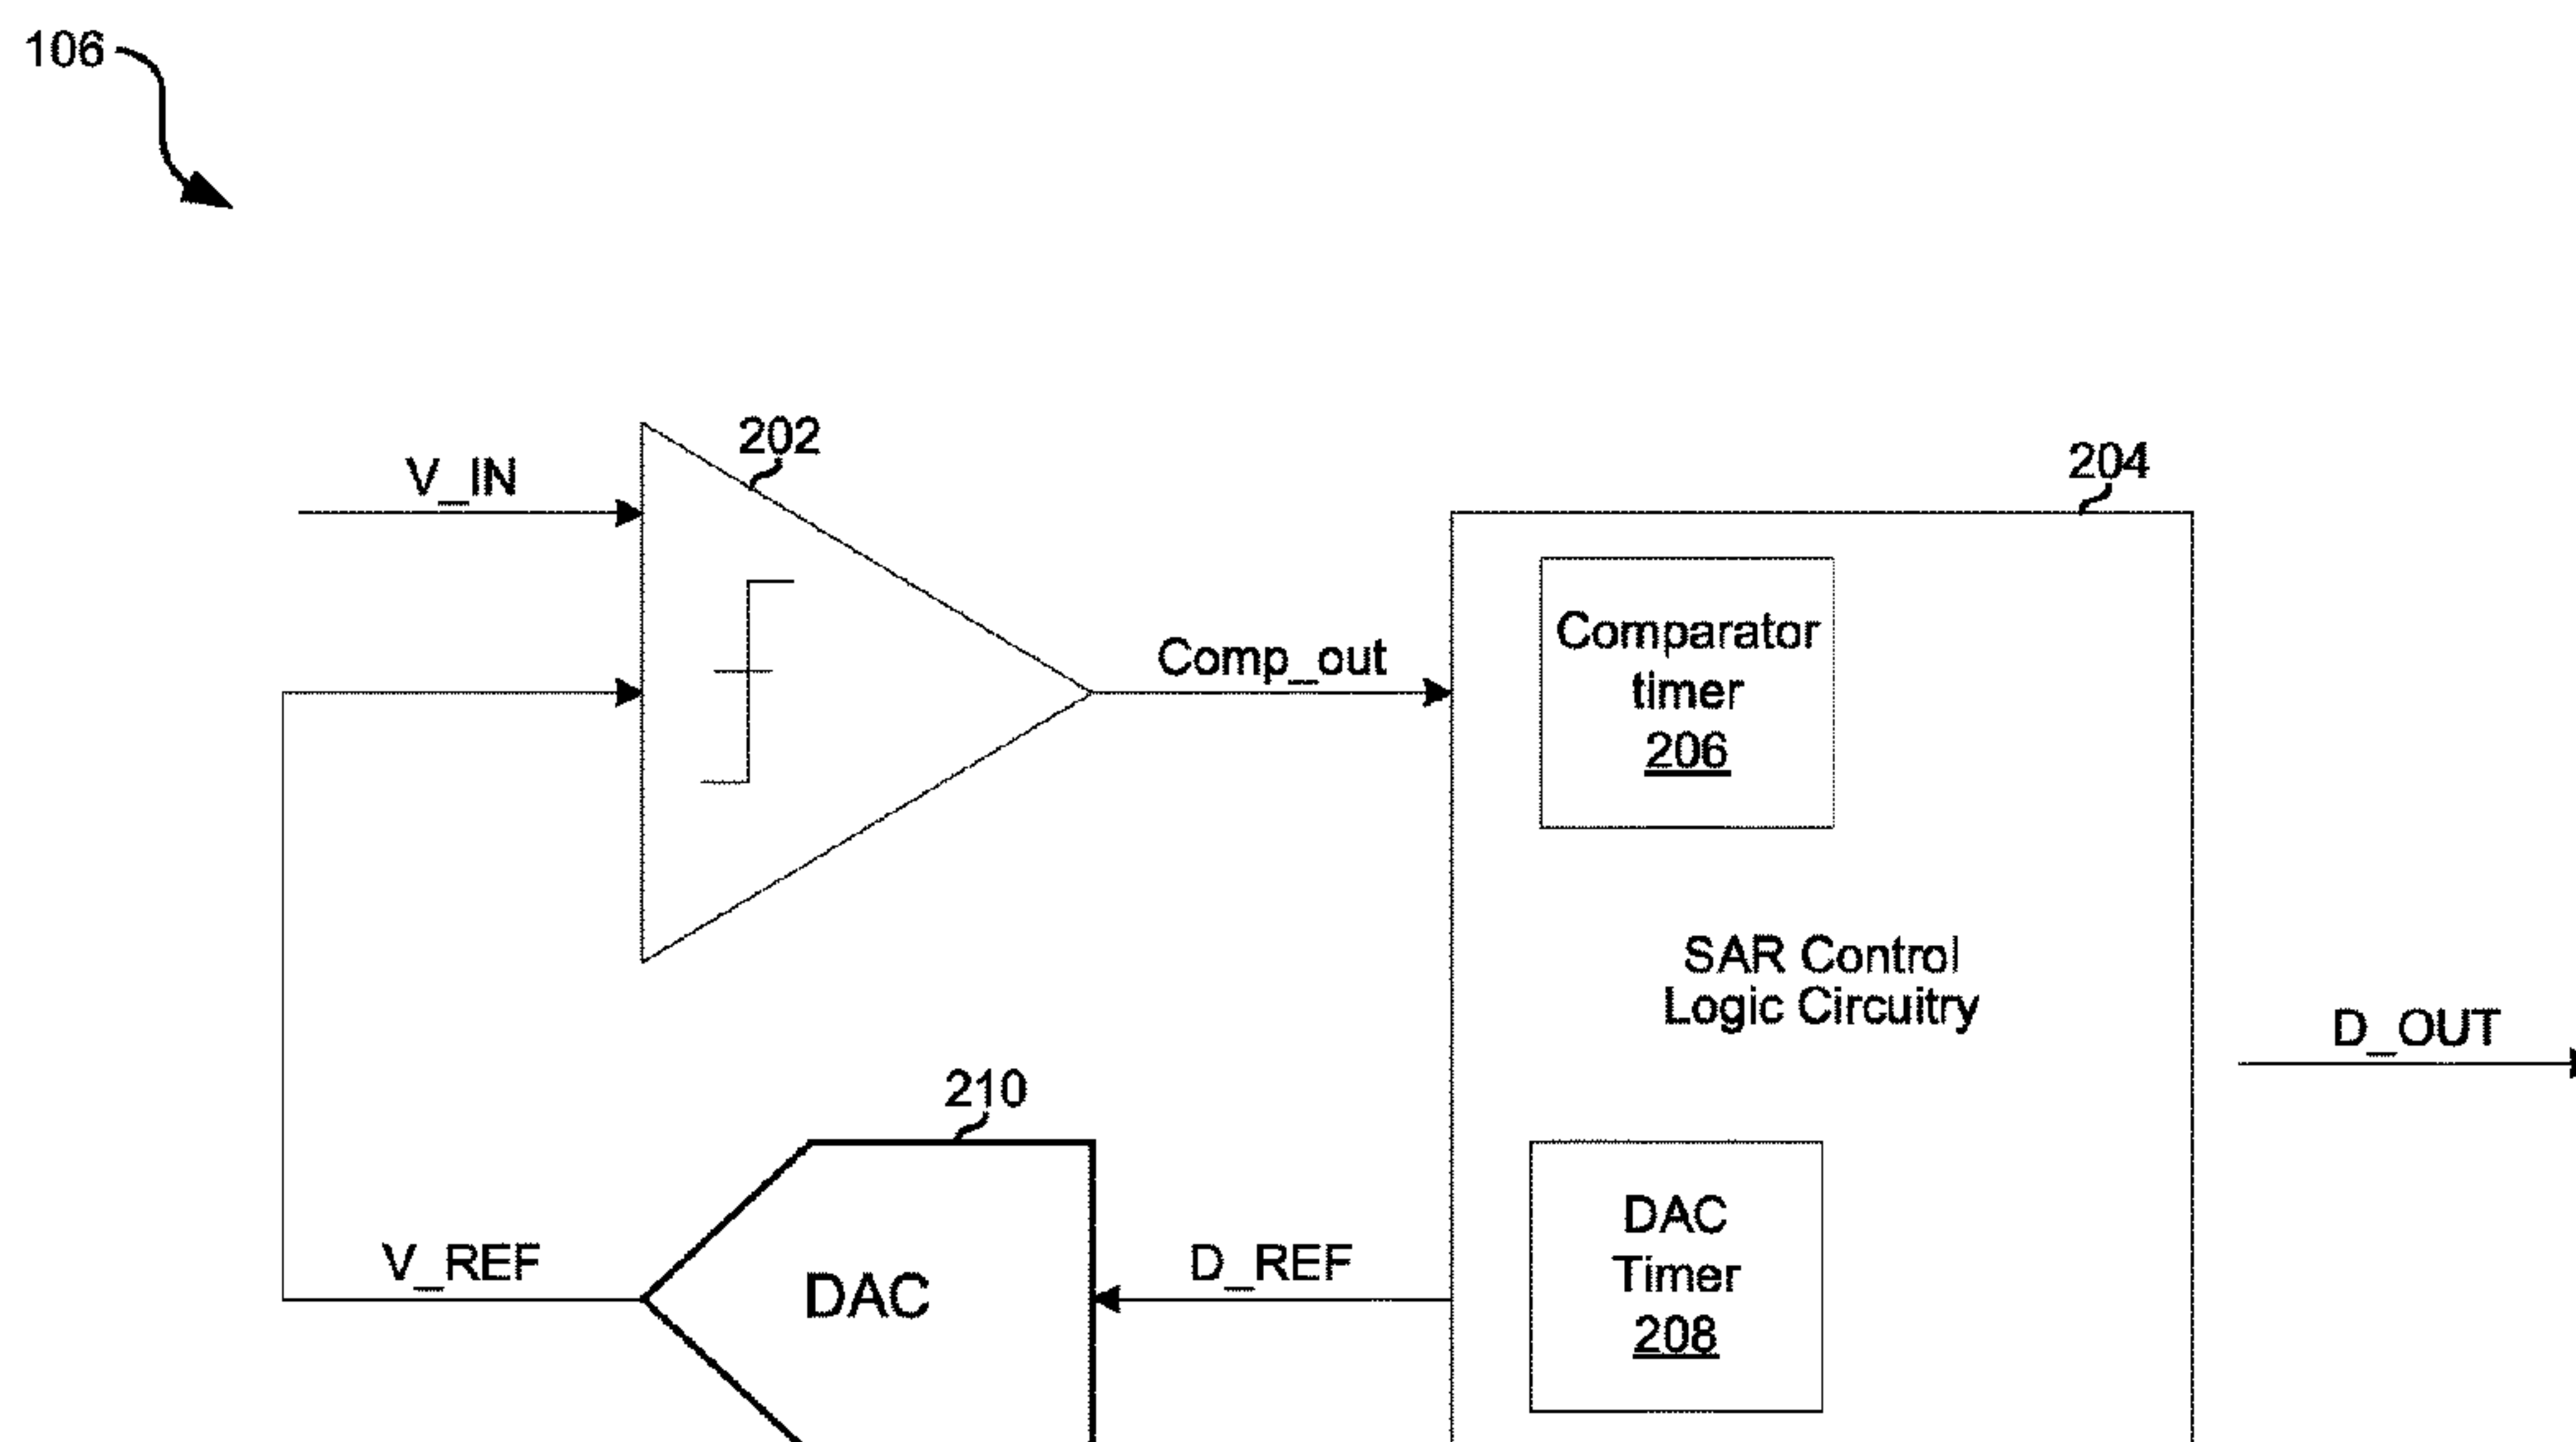 106
202
V_IN
204
Comparator
timer
206
Comp_out
SAR Control
Logic Circuitry
D_OUT
210
DAC
Timer
208
V_REF
DAC
D_REF